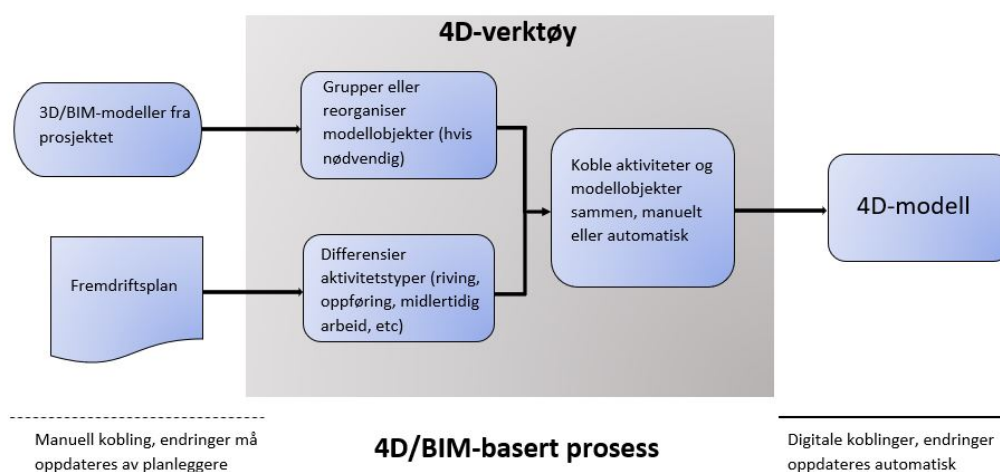 4D-verktøy
3D/BIM-modeller fra
prosjektet
Grupper eller
reorganiser
modellobjekter (hvis
nødvendig)
Koble aktiviteter og
modellobjekter
sammen, manuelt
eller automatisk
4D-modell
Fremdriftsplan
Differensier
aktivitetstyper (riving,
oppføring, midlertidig
arbeid, etc)
Manuell kobling, endringer må
oppdateres av planleggere
4D/BIM-basert prosess
Digitale koblinger, endringer
oppdateres automatisk